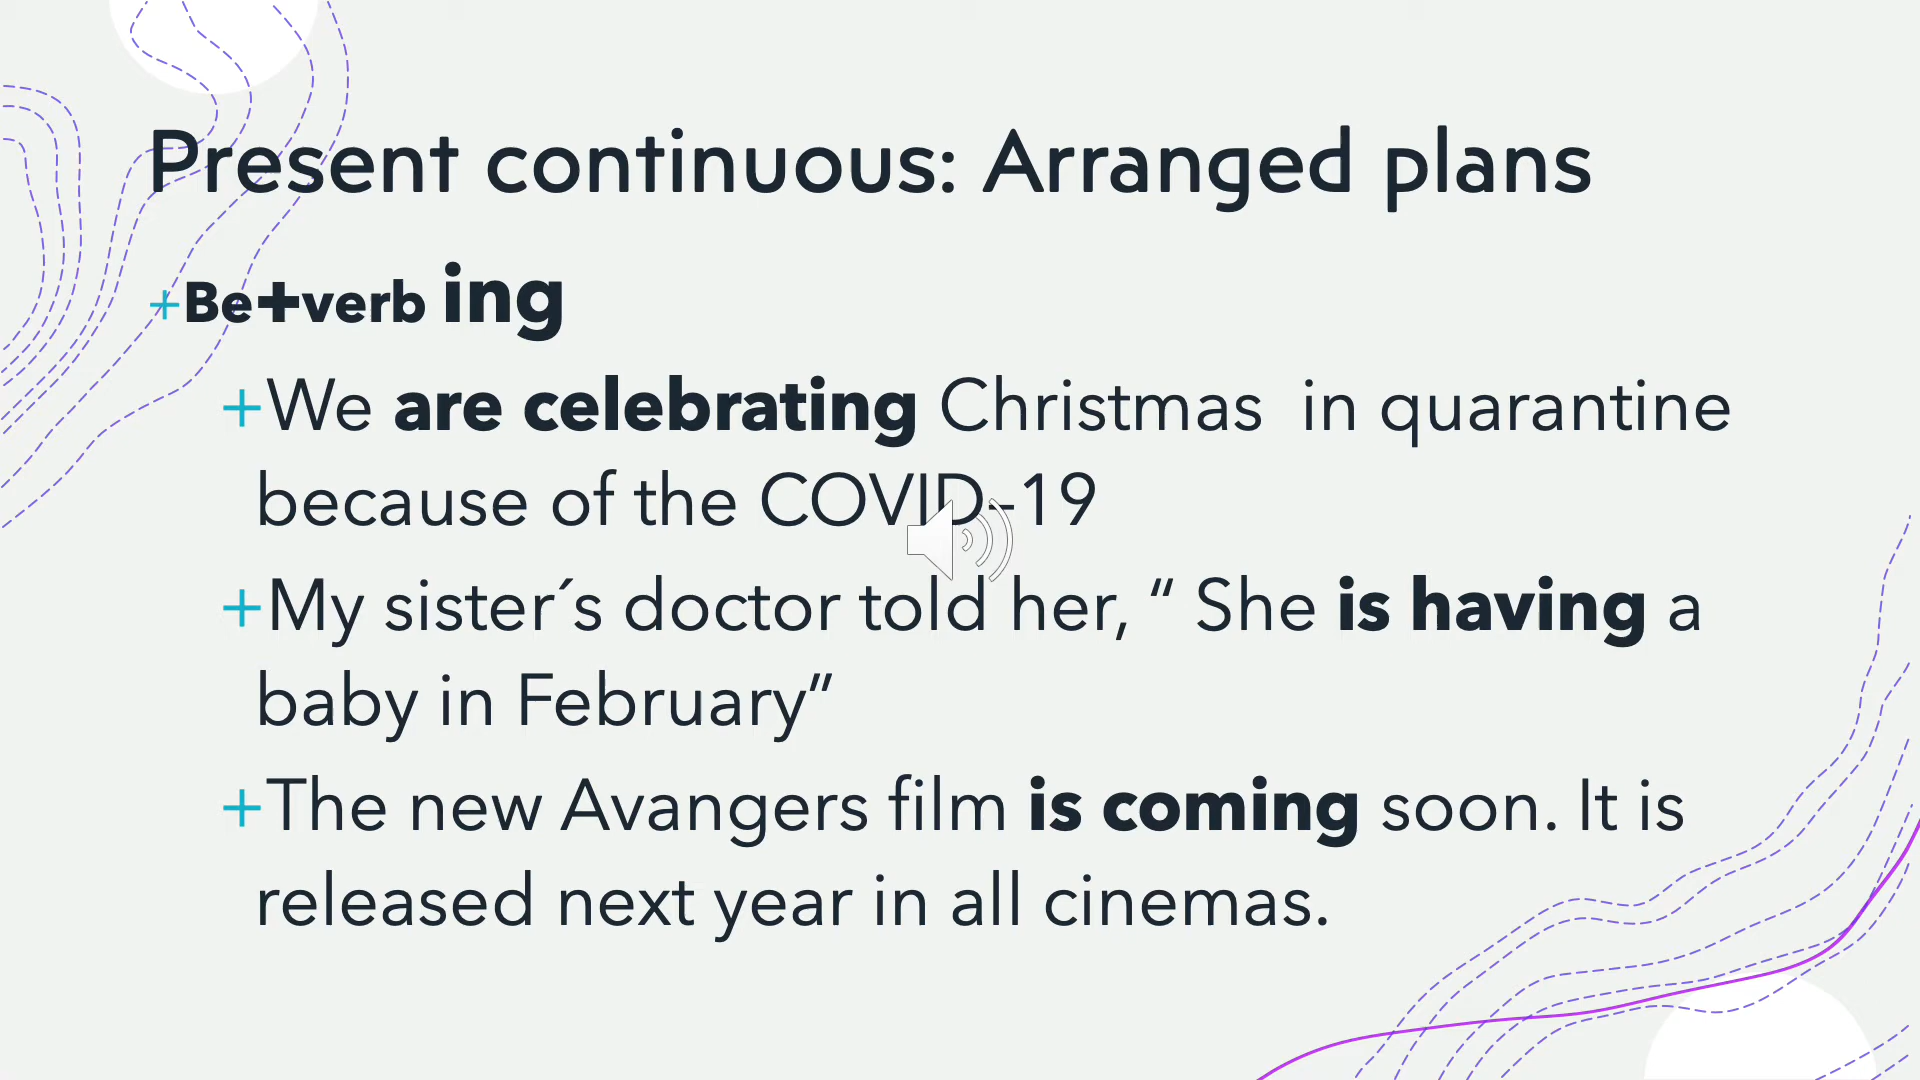 Present continuous: Arranged plans
+Be+verb ing
+We are celebrating Christmas  in quarantine
because of the COVID-19
+My sister´s doctor told her, “ She is having a
baby in February”
+The new Avangers film is coming soon. It is
released next year in all cinemas.